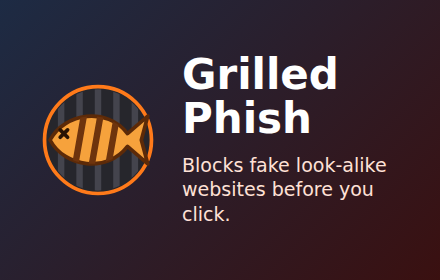 Grilled
Phish
Blocks fake look-alike
websites before you
click.